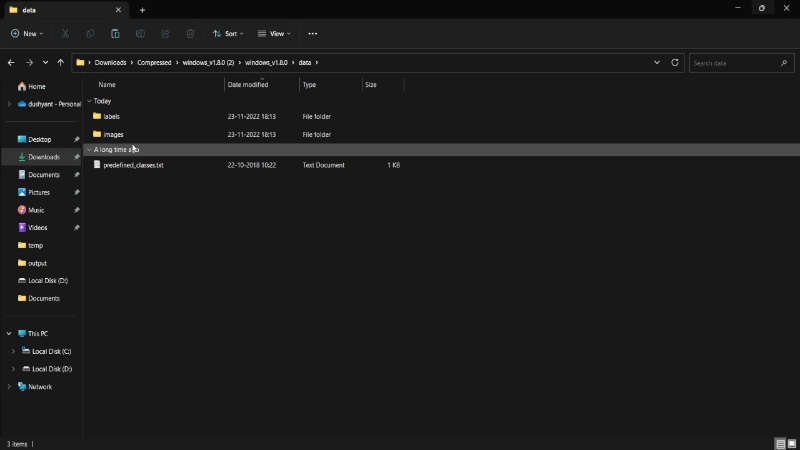 data
New Sort View
Downloads Compressed windows_v1.8.0 (2) windows_v1.8.0 data
Search data
Name Date modified Type Size
Today
labels 23-11-2022 18:13 File folder
images 23-11-2022 18:13 File folder
A long time ago
predefined_classes.txt 22-10-2018 10:22 Text Document 1 KB
Home
dushyant - Personal
Desktop
Downloads
Documents
Pictures
Music
Videos
temp
output
Local Disk (D:)
Documents
This PC
Local Disk (C:)
Local Disk (D:)
Network
3 items